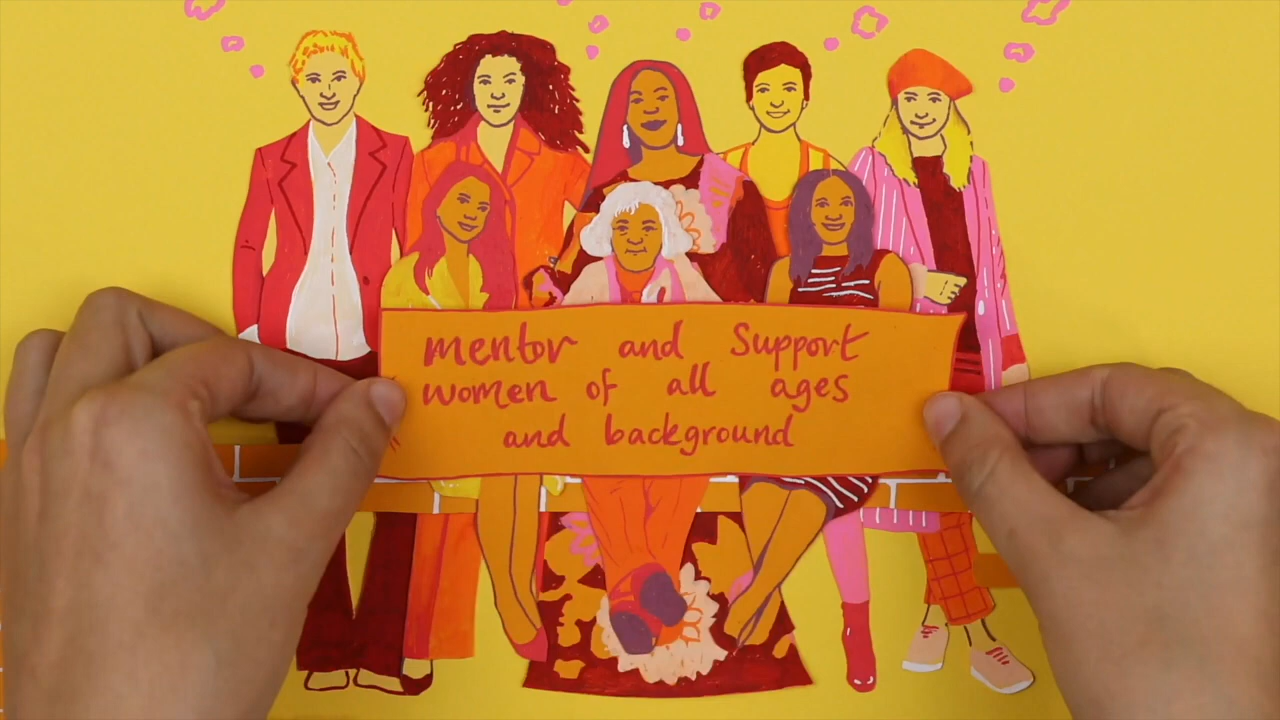 mentor and Support
women of all ages
and background